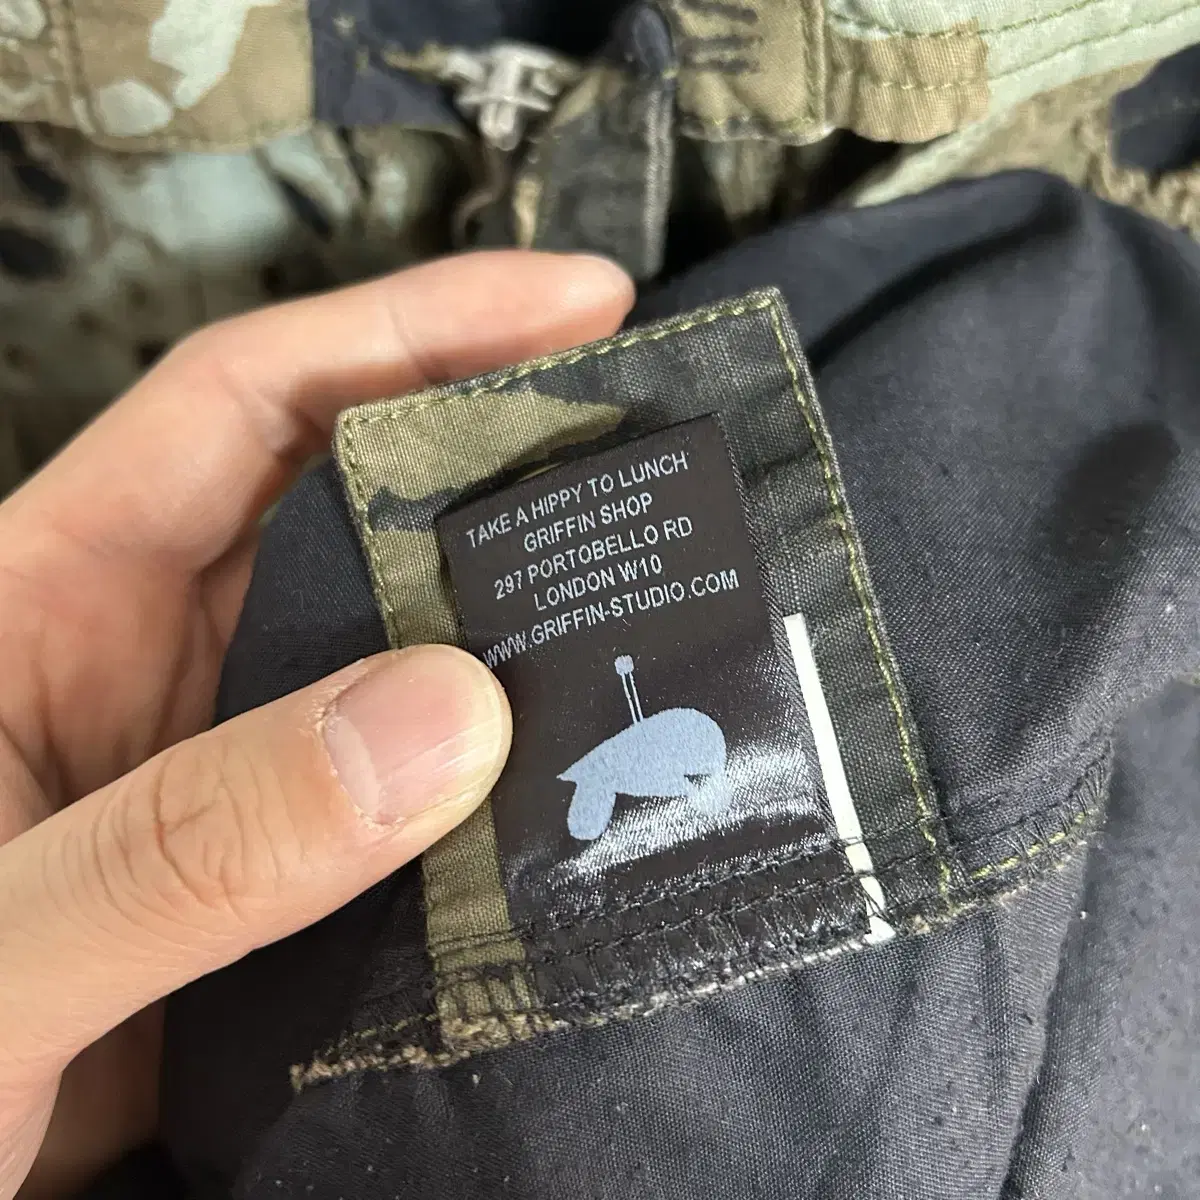 TAKE A HIPPY TO LUNCH
GRIFFIN SHOP
297 PORTOBELLO RD
LONDON W10
WWW.GRIFFIN-STUDIO.COM